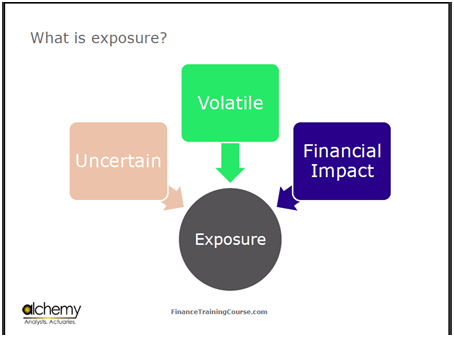 What is exposure?
Volatile
Uncertain
Financial
Impact
Exposure
alchemy
Analysts. Actuaries.
FinanceTrainingCourse.com